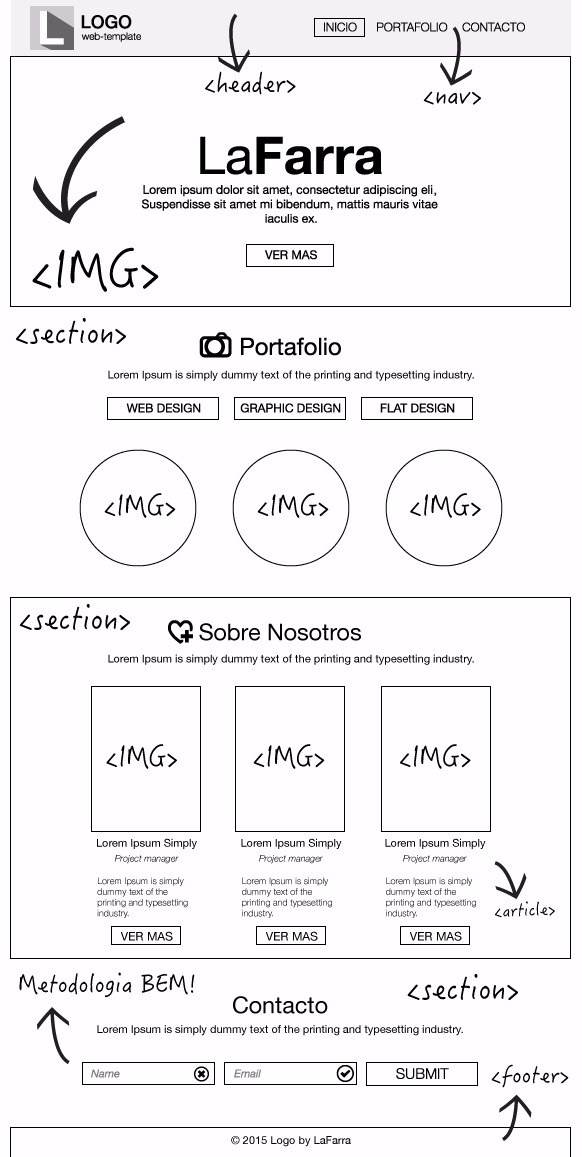 LOGO
web-template
INICIO PORTAFOLIO CONTACTO
<header>
<nav>
LaFarra
Lorem ipsum dolor sit amet, consectetur adipiscing eli,
Suspendisse sit amet mi bibendum, mattis mauris vitae
iaculis ex.
VER MAS
<IMG>
<section>
Portafolio
Lorem Ipsum is simply dummy text of the printing and typesetting industry.
WEB DESIGN GRAPHIC DESIGN FLAT DESIGN
<IMG> <IMG> <IMG>
<section>
Sobre Nosotros
Lorem Ipsum is simply dummy text of the printing and typesetting industry.
<IMG> <IMG> <IMG>
Lorem Ipsum Simply
Project manager
Lorem Ipsum is simply
dummy text of the
printing and typesetting
industry.
VER MAS
Lorem Ipsum Simply
Project manager
Lorem Ipsum is simply
dummy text of the
printing and typesetting
industry.
VER MAS
Lorem Ipsum Simply
Project manager
Lorem Ipsum is simply
dummy text of the
printing and typesetting
industry.
VER MAS
<article>
Metodologia BEM!
<section>
Contacto
Lorem Ipsum is simply dummy text of the printing and typesetting industry.
Name Email SUBMIT
<footer>
© 2015 Logo by LaFarra